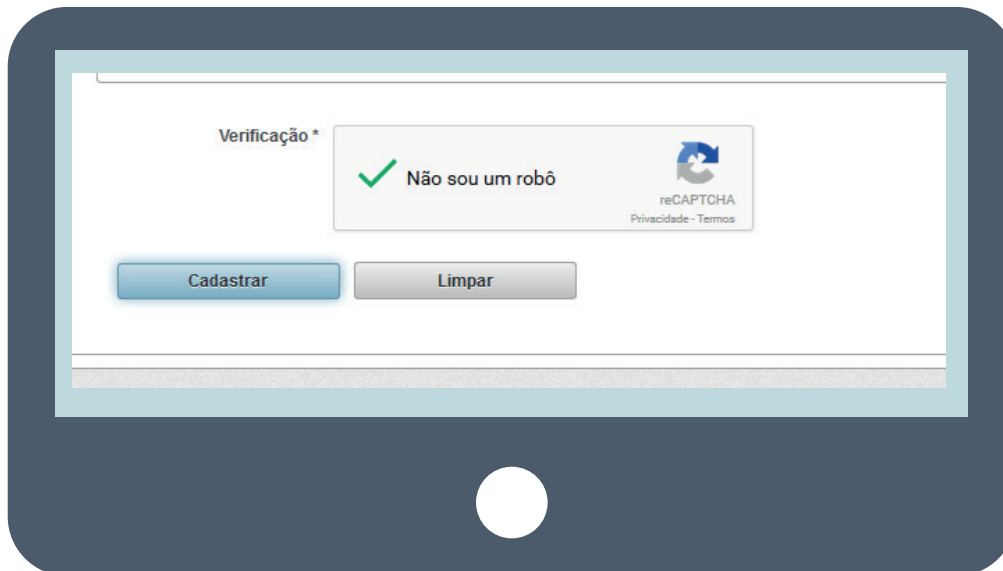 Verificação *
Não sou um robô
reCAPTCHA
Privacidade - Termos
Cadastrar
Limpar